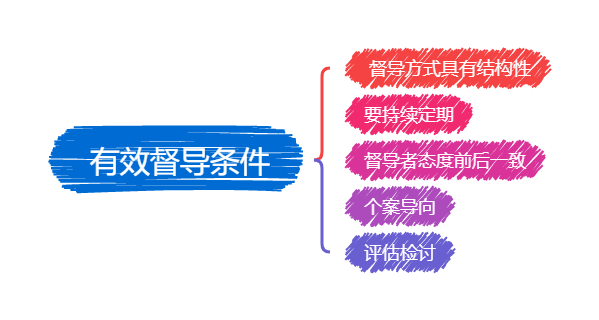 有效督导条件
督导方式具有结构性
要持续定期
督导者态度前后一致
个案导向
评估检讨